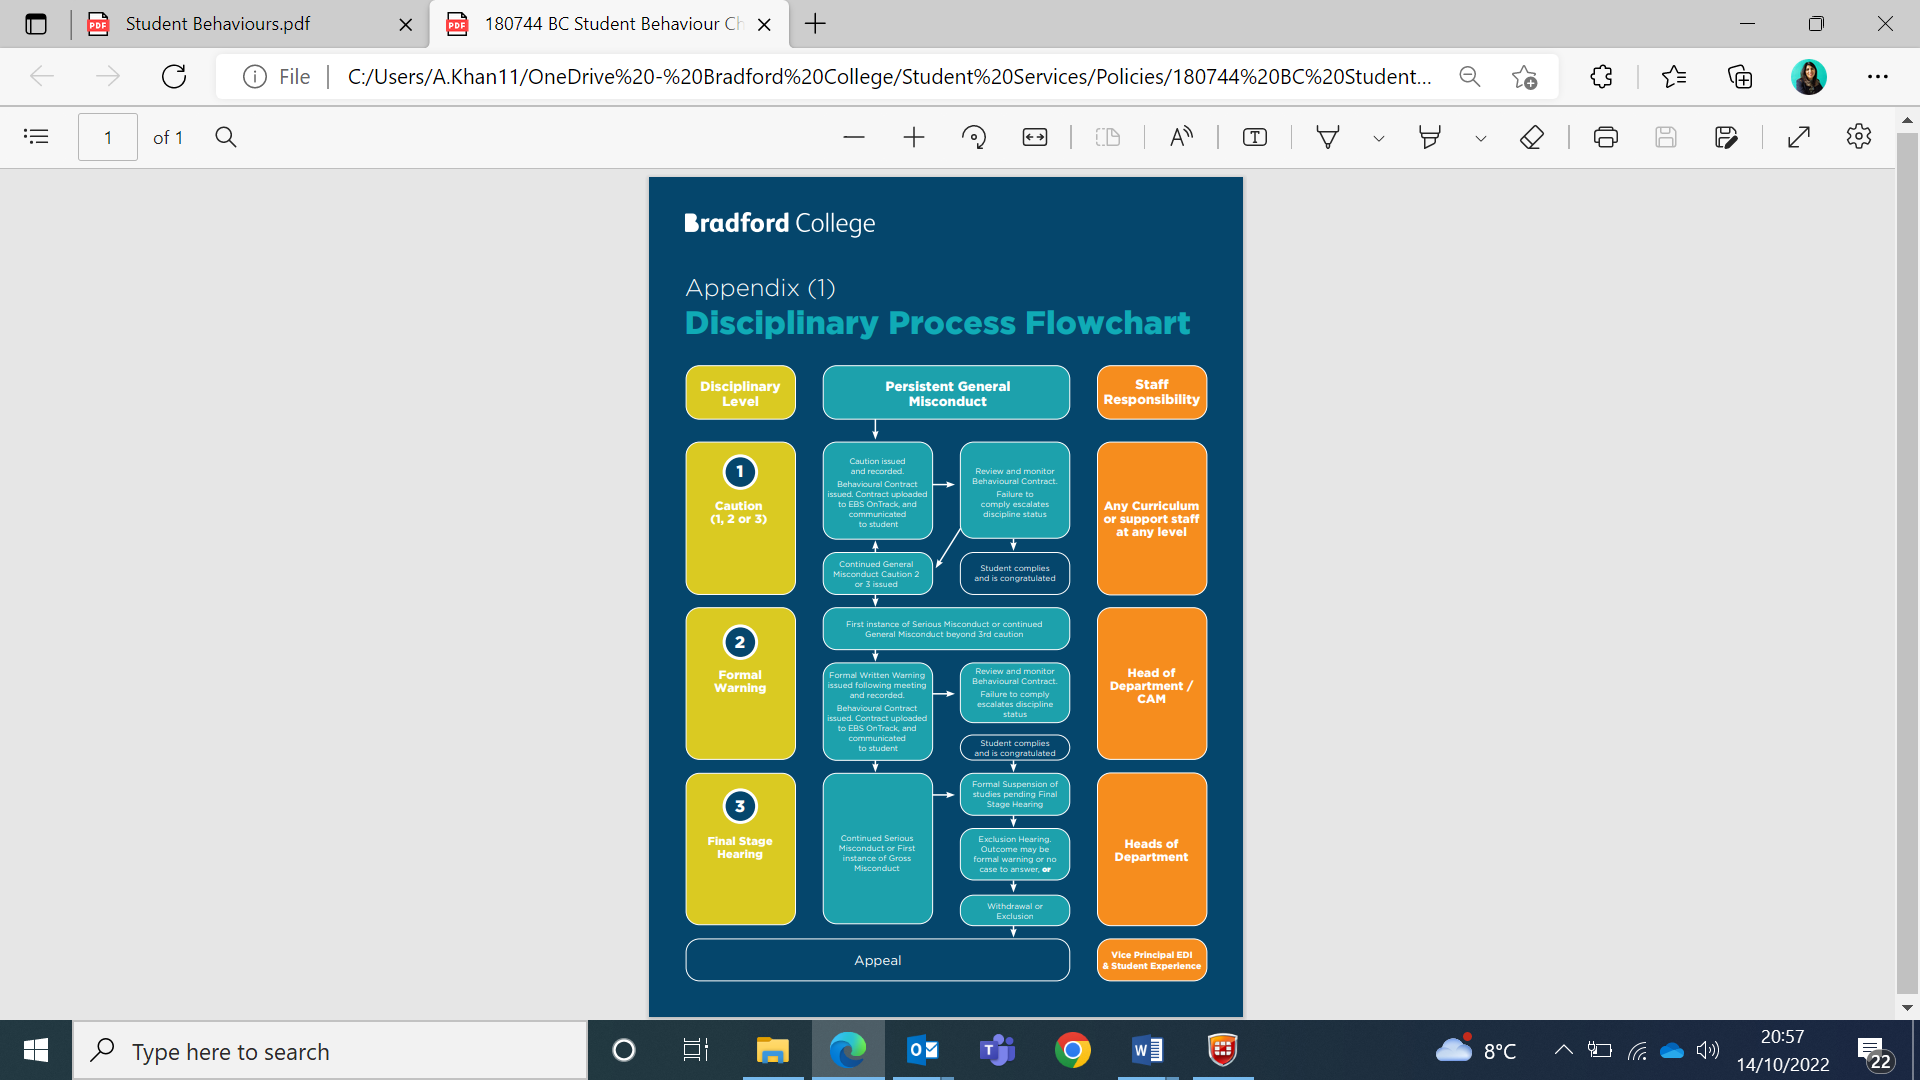 Student Behaviours.pdf
180744 BC Student Behaviour Ch
File
C:/Users/A.Khan11/OneDrive%20-%20Bradford%20College/Student%20Services/Policies/180744%20BC%20Student...
1
of 1
Bradford College
Appendix (1)
Disciplinary Process Flowchart
Disciplinary
Level
Persistent General
Misconduct
Staff
Responsibility
1
Caution
(1, 2 or 3)
Caution issued
and recorded.
Behavioural Contract
issued. Contract uploaded
to EBS OnTrack, and
communicated
to student
Review and monitor
Behavioural Contract.
Failure to
comply escalates
discipline status
Any Curriculum
or support staff
at any level
Continued General
Misconduct Caution 2
or 3 issued
Student complies
and is congratulated
2
Formal
Warning
First instance of Serious Misconduct or continued
General Misconduct beyond 3rd caution
Formal Written Warning
issued following meeting
and recorded.
Behavioural Contract
issued. Contract uploaded
to EBS OnTrack, and
communicated
to student
Review and monitor
Behavioural Contract.
Failure to comply
escalates discipline
status
Student complies
and is congratulated
Head of
Department /
CAM
3
Final Stage
Hearing
Continued Serious
Misconduct or First
instance of Gross
Misconduct
Formal Suspension of
studies pending Final
Stage Hearing
Exclusion Hearing.
Outcome may be
formal warning or no
case to answer, or
Withdrawal or
Exclusion
Heads of
Department
Appeal
Vice Principal EDI
& Student Experience
Type here to search
8°C
20:57
14/10/2022
22